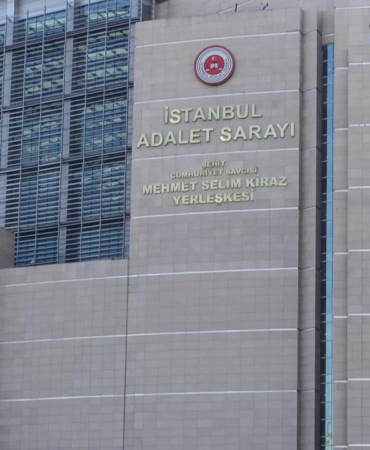 İSTANBUL
ADALET SARAYI
ŞEHİT
CUMHURİYET SAVCISI
MEHMET SELİM KİRAZ
YERLEŞKESİ